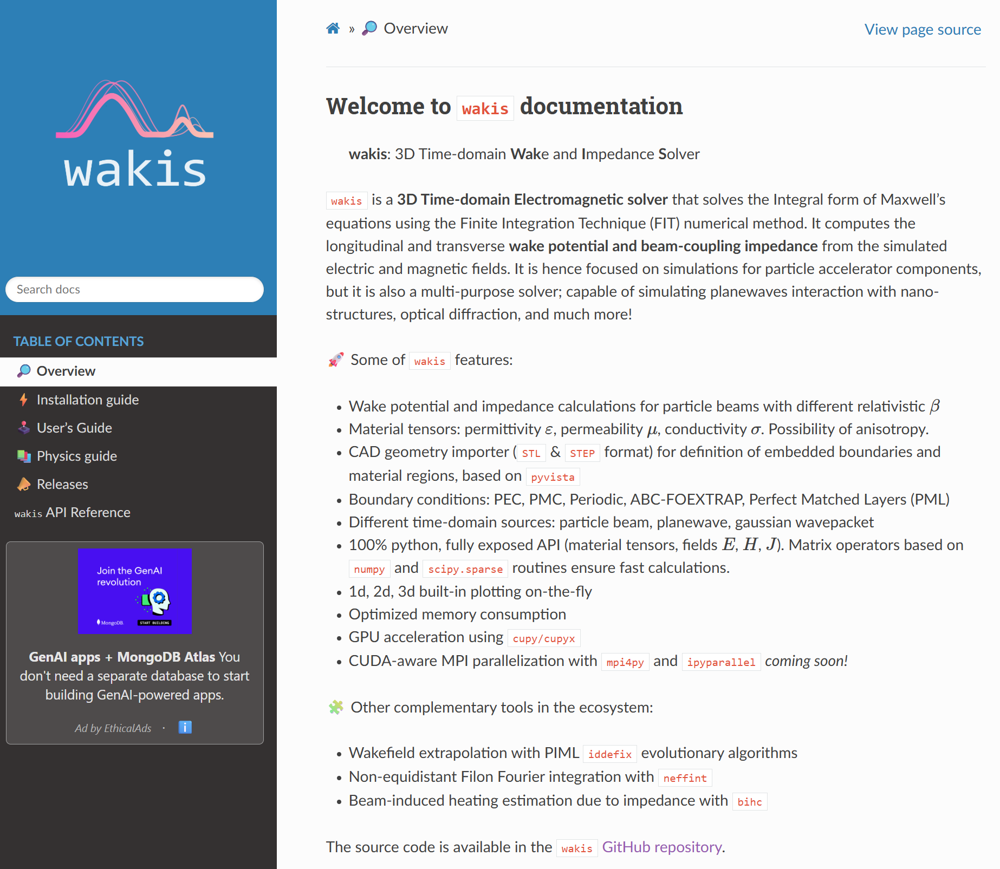 wakis
Search docs
TABLE OF CONTENTS
🔎 Overview
⚡ Installation guide
🕹️ User’s Guide
📚 Physics guide
📣 Releases
wakis API Reference
Join the GenAI
revolution
MongoDB.
START BUILDING
GenAI apps + MongoDB Atlas You
don't need a separate database to start
building GenAI-powered apps.
Ad by EthicalAds · ℹ️
» 🔎 Overview
View page source
Welcome to wakis documentation
wakis: 3D Time-domain Wake and Impedance Solver
wakis is a 3D Time-domain Electromagnetic solver that solves the Integral form of Maxwell’s
equations using the Finite Integration Technique (FIT) numerical method. It computes the
longitudinal and transverse wake potential and beam-coupling impedance from the simulated
electric and magnetic fields. It is hence focused on simulations for particle accelerator components,
but it is also a multi-purpose solver; capable of simulating planewaves interaction with nano-
structures, optical diffraction, and much more!
🚀 Some of wakis features:
• Wake potential and impedance calculations for particle beams with different relativistic β
• Material tensors: permittivity ε, permeability μ, conductivity σ. Possibility of anisotropy.
• CAD geometry importer (STL & STEP format) for definition of embedded boundaries and
material regions, based on pyvista
• Boundary conditions: PEC, PMC, Periodic, ABC-FOEXTRAP, Perfect Matched Layers (PML)
• Different time-domain sources: particle beam, planewave, gaussian wavepacket
• 100% python, fully exposed API (material tensors, fields E, H, J). Matrix operators based on
numpy and scipy.sparse routines ensure fast calculations.
• 1d, 2d, 3d built-in plotting on-the-fly
• Optimized memory consumption
• GPU acceleration using cupy/cupyx
• CUDA-aware MPI parallelization with mpi4py and ipyparallel coming soon!
🧩 Other complementary tools in the ecosystem:
• Wakefield extrapolation with PIML iddefix evolutionary algorithms
• Non-equidistant Filon Fourier integration with neffint
• Beam-induced heating estimation due to impedance with bihc
The source code is available in the wakis GitHub repository.